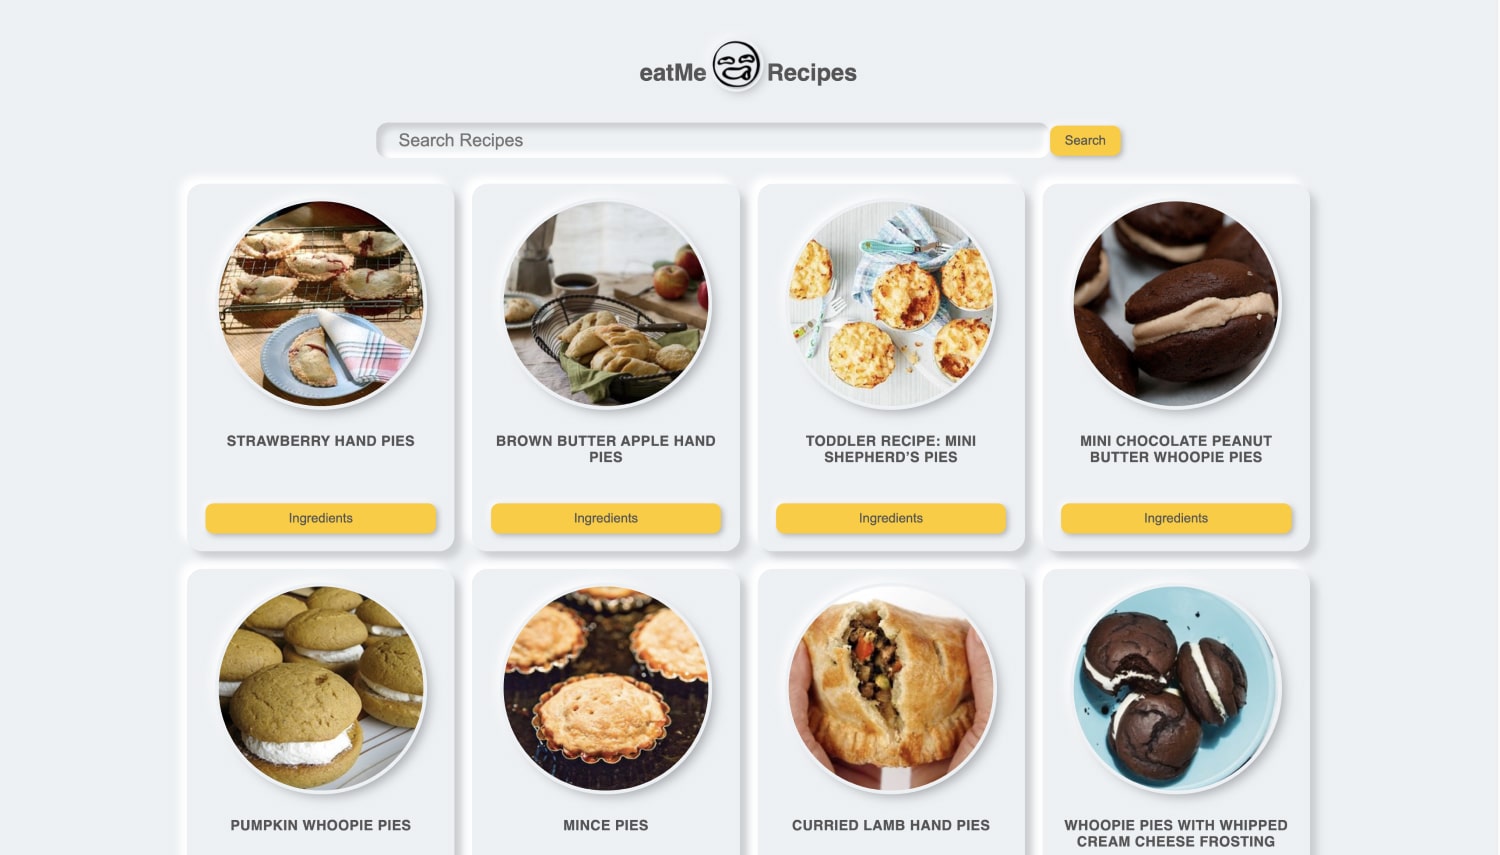 eatMe Recipes
Search Recipes
Search
STRAWBERRY HAND PIES
Ingredients
BROWN BUTTER APPLE HAND
PIES
Ingredients
TODDLER RECIPE: MINI
SHEPHERD’S PIES
Ingredients
MINI CHOCOLATE PEANUT
BUTTER WHOOPIE PIES
Ingredients
PUMPKIN WHOOPIE PIES
MINCE PIES
CURRIED LAMB HAND PIES
WHOOPIE PIES WITH WHIPPED
CREAM CHEESE FROSTING